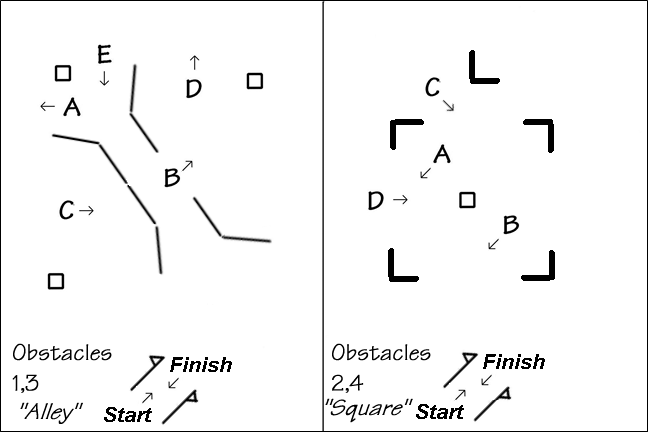 E
D
A
B
C
Obstacles
1,3
"Alley"
Finish
Start
C
A
D
B
Obstacles
2,4
"Square"
Finish
Start